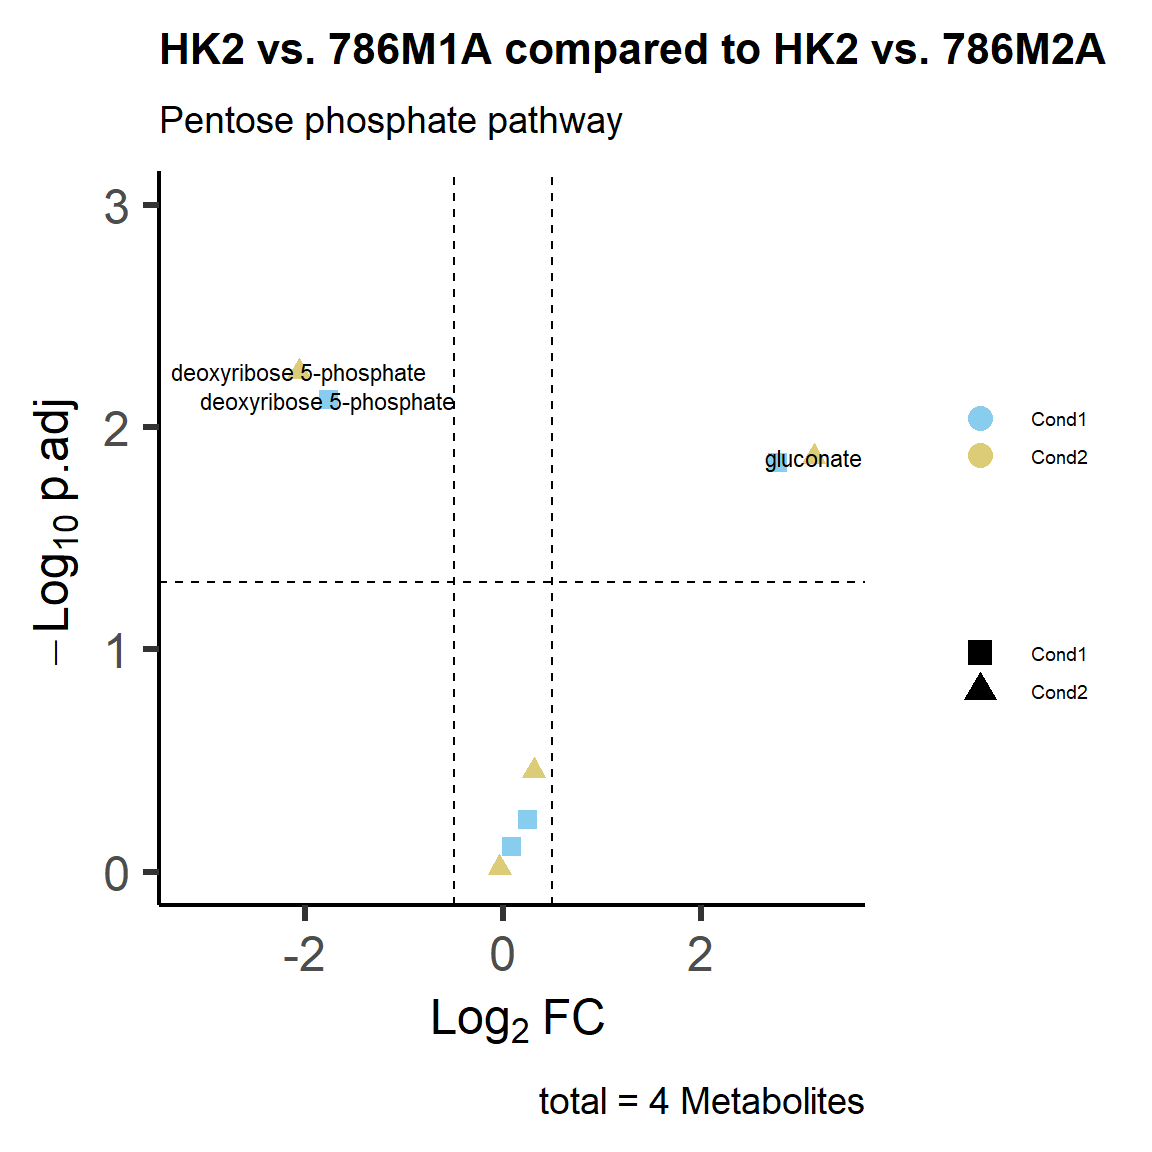 HK2 vs. 786M1A compared to HK2 vs. 786M2A
Pentose phosphate pathway
−Log10 p.adj
3
2
1
0
deoxyribose 5-phosphate
deoxyribose 5-phosphate
gluconate
Cond1
Cond2
Cond1
Cond2
-2 0 2
Log2 FC
total = 4 Metabolites